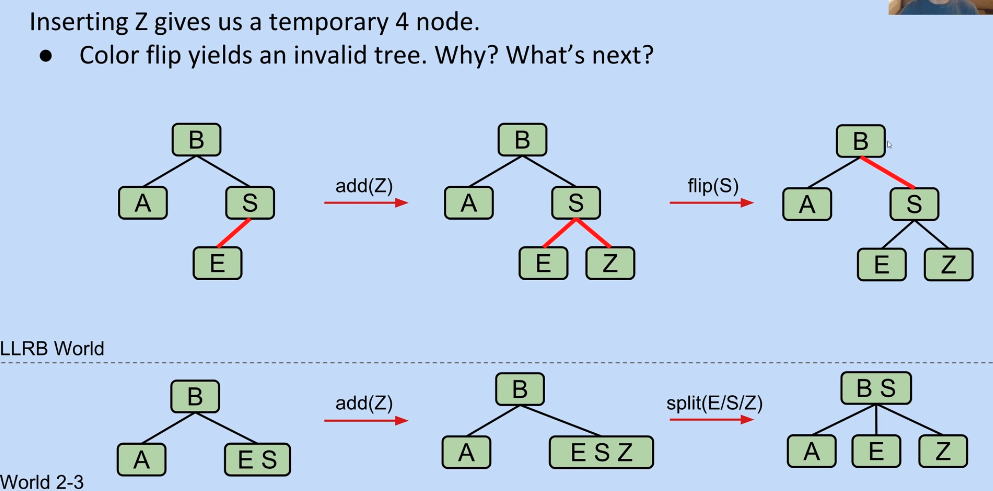 Inserting Z gives us a temporary 4 node.
● Color flip yields an invalid tree. Why? What's next?
B
A
S
E
add(Z)
B
A
S
E
Z
flip(S)
B
A
S
E
Z
LLRB World
B
A
E S
add(Z)
B
A
E S Z
split(E/S/Z)
B S
A
E
Z
World 2-3